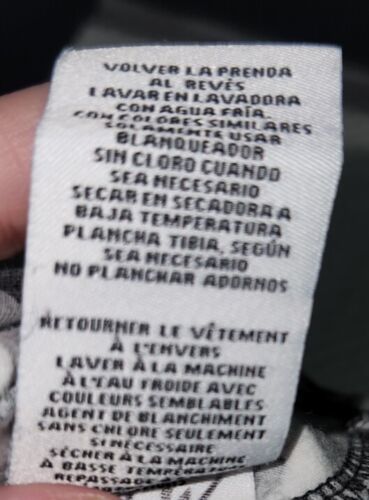 VOLVER LA PRENDA
AL REVÉS
LAVAR EN LAVADORA
CON AGUA FRÍA.
CON COLORES SIMILARES
SOLAMENTE USAR
BLANQUEADOR
SIN CLORO CUANDO
SEA NECESARIO
SECAR EN SECADORA A
BAJA TEMPERATURA
PLANCHA TIBIA, SEGÚN
SEA NECESARIO
NO PLANCHAR ADORNOS
RETOURNER LE VÊTEMENT
À L'ENVERS
LAVER À LA MACHINE
À L'EAU FROIDE AVEC
COULEURS SEMBLABLES
AGENT DE BLANCHIMENT
SANS CHLORE SEULEMENT
SI NÉCESSAIRE
SÉCHER À LA MACHINE
À BASSE TEMPÉRATURE
REPASSAGE